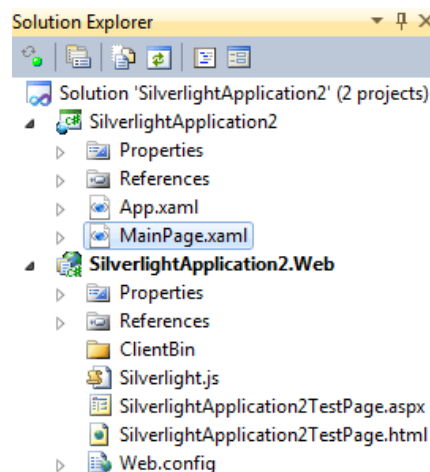 Solution Explorer
Solution 'SilverlightApplication2' (2 projects)
SilverlightApplication2
Properties
References
App.xaml
MainPage.xaml
SilverlightApplication2.Web
Properties
References
ClientBin
Silverlight.js
SilverlightApplication2TestPage.aspx
SilverlightApplication2TestPage.html
Web.config